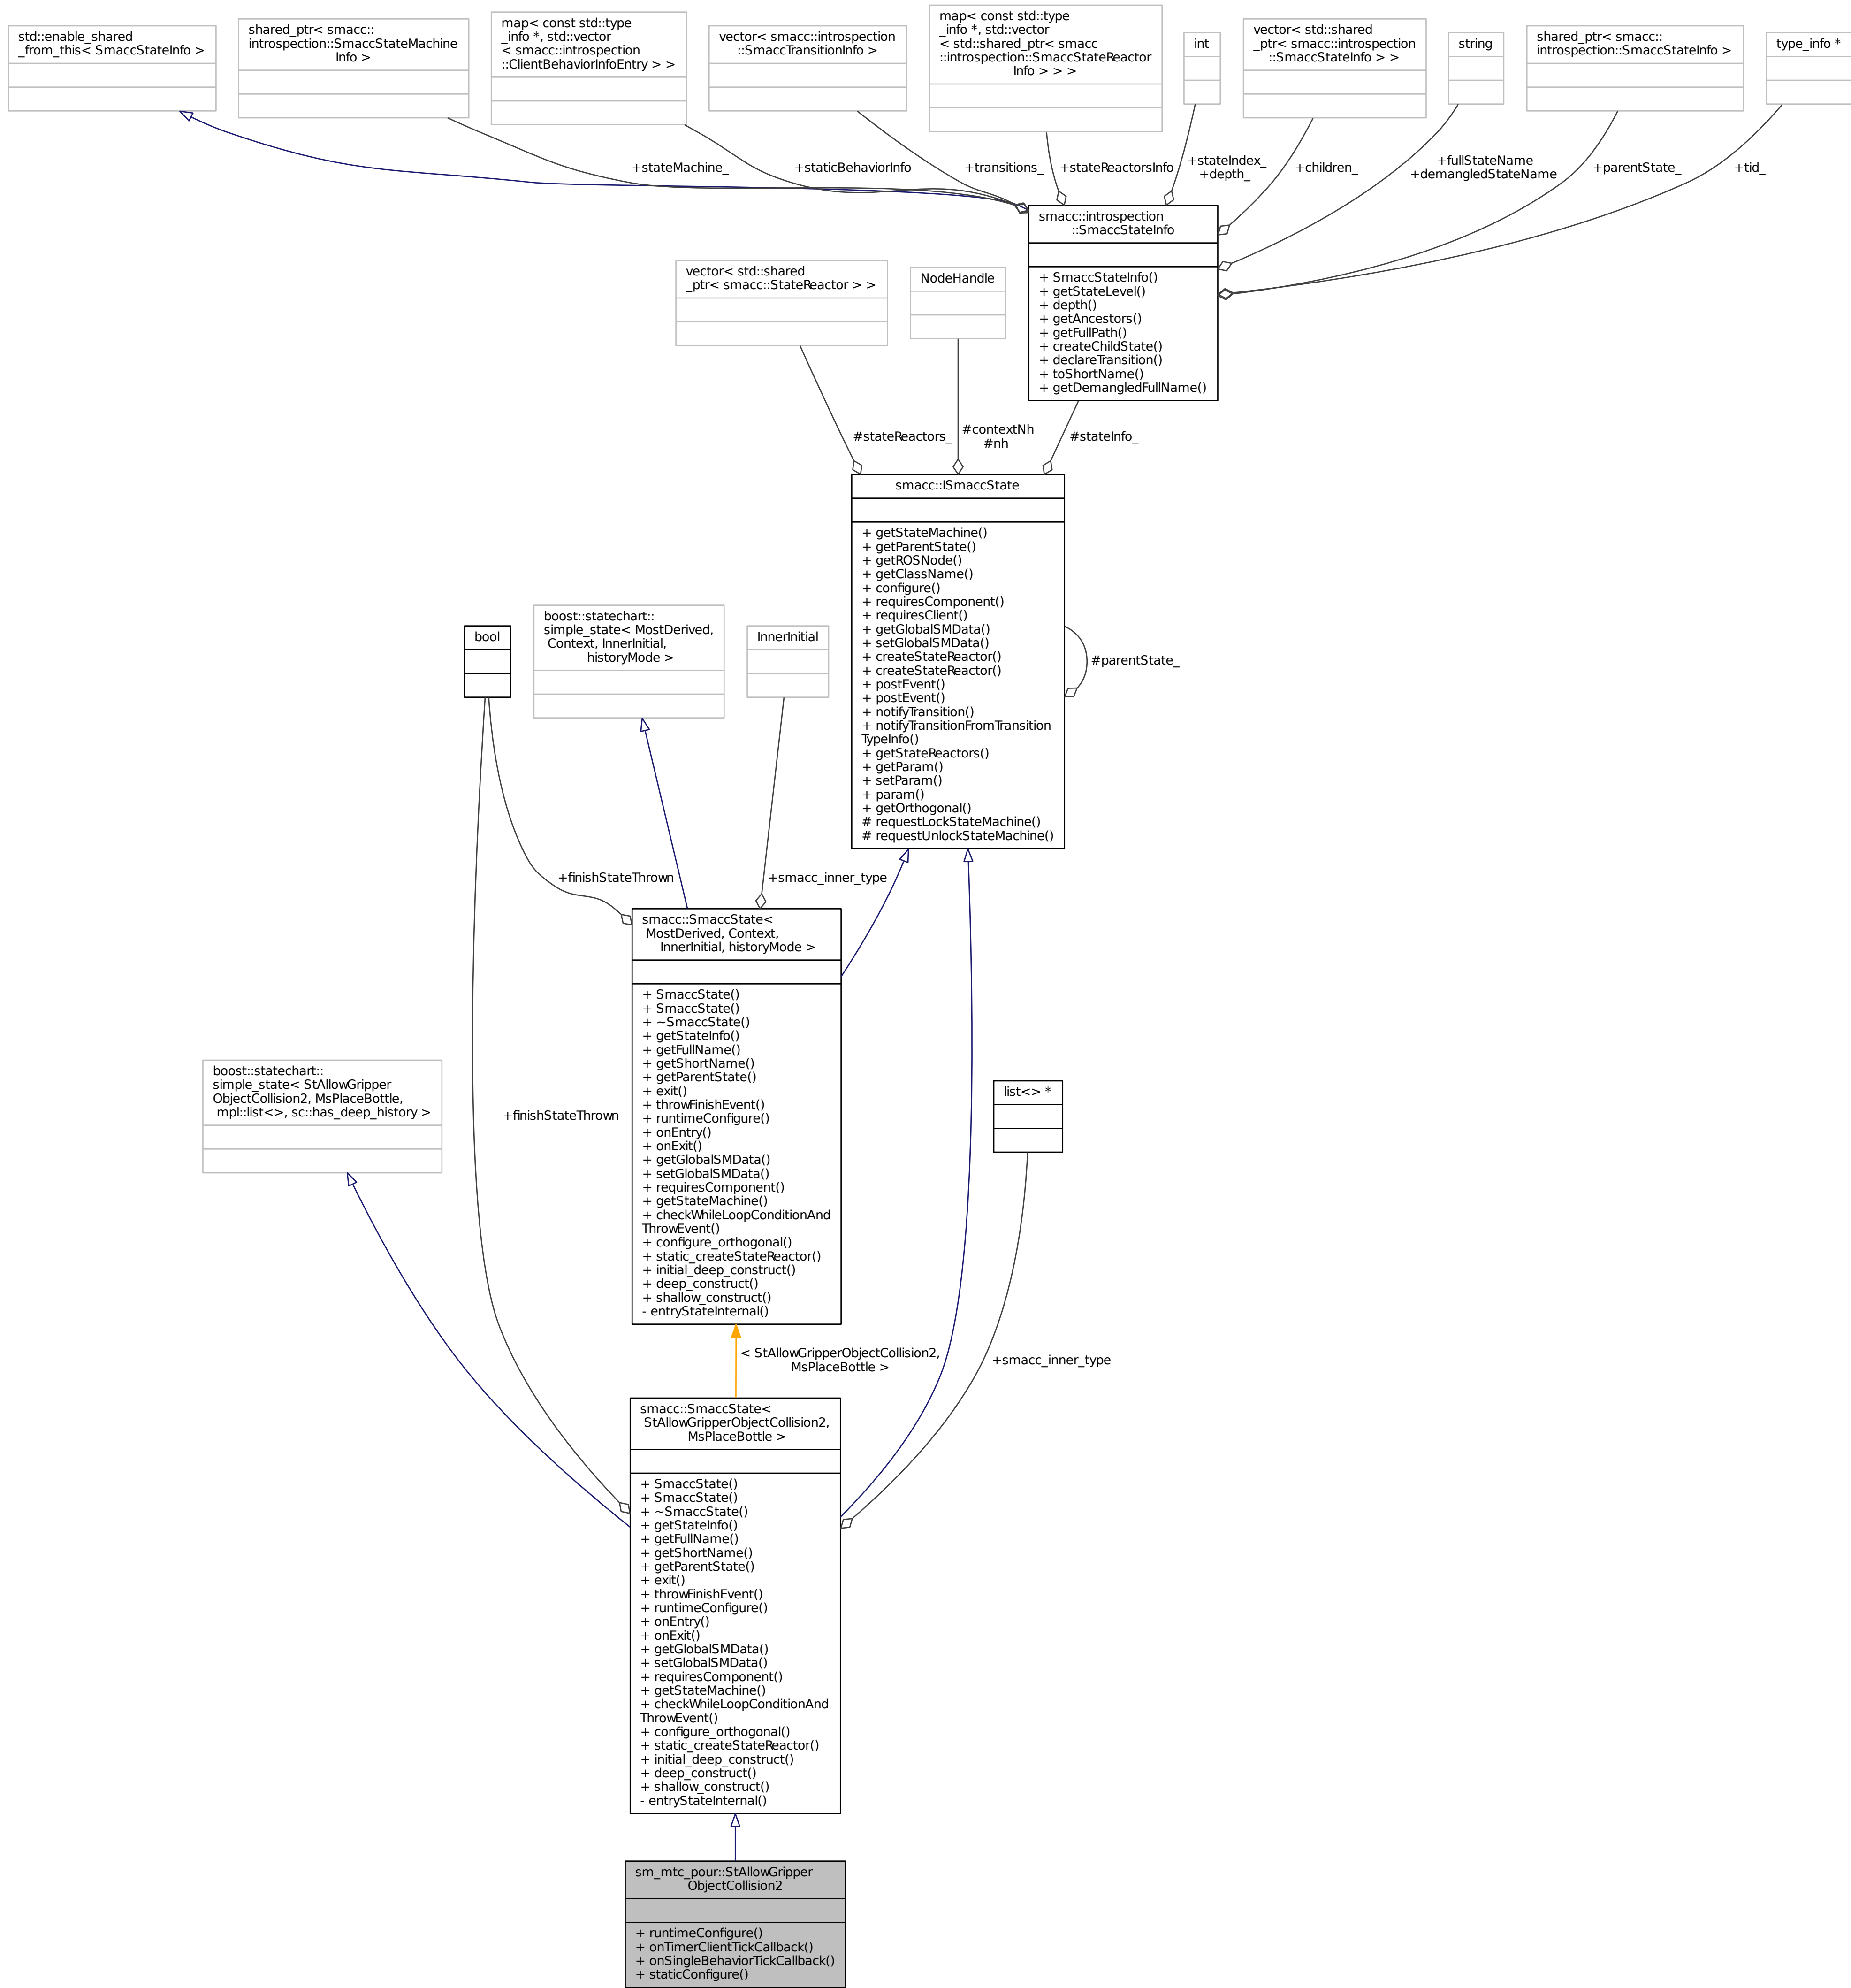 std::enable_shared
_from_this< SmaccStateInfo >
shared_ptr< smacc::
introspection::SmaccStateMachine
Info >
map< const std::type
_info *, std::vector
< smacc::introspection
::ClientBehaviorInfoEntry > >
vector< smacc::introspection
::SmaccTransitionInfo >
map< const std::type
_info *, std::vector
< std::shared_ptr< smacc
::introspection::SmaccStateReactor
Info > > >
int
vector< std::shared
_ptr< smacc::introspection
::SmaccStateInfo > >
string
shared_ptr< smacc::
introspection::SmaccStateInfo >
type_info *
+stateMachine_
+staticBehaviorInfo
+transitions_
+stateReactorsInfo
+stateIndex_
+depth_
+children_
+fullStateName
+demangledStateName
+parentState_
+tid_
smacc::introspection
::SmaccStateInfo
+ SmaccStateInfo()
+ getStateLevel()
+ depth()
+ getAncestors()
+ getFullPath()
+ createChildState()
+ declareTransition()
+ toShortName()
+ getDemangledFullName()
vector< std::shared
_ptr< smacc::StateReactor > >
NodeHandle
#stateReactors_
#contextNh
#nh
#stateInfo_
smacc::ISmaccState
+ getStateMachine()
+ getParentState()
+ getROSNode()
+ getClassName()
+ configure()
+ requiresComponent()
+ requiresClient()
+ getGlobalSMData()
+ setGlobalSMData()
+ createStateReactor()
+ createStateReactor()
+ postEvent()
+ postEvent()
+ notifyTransition()
+ notifyTransitionFromTransition
TypeInfo()
+ getStateReactors()
+ getParam()
+ setParam()
+ param()
+ getOrthogonal()
# requestLockStateMachine()
# requestUnlockStateMachine()
#parentState_
bool
boost::statechart::
simple_state< MostDerived,
Context, InnerInitial,
historyMode >
InnerInitial
+finishStateThrown
+smacc_inner_type
smacc::SmaccState<
MostDerived, Context,
InnerInitial, historyMode >
+ SmaccState()
+ SmaccState()
+ ~SmaccState()
+ getStateInfo()
+ getFullName()
+ getShortName()
+ getParentState()
+ exit()
+ throwFinishEvent()
+ runtimeConfigure()
+ onEntry()
+ onExit()
+ getGlobalSMData()
+ setGlobalSMData()
+ requiresComponent()
+ getStateMachine()
+ checkWhileLoopConditionAnd
ThrowEvent()
+ configure_orthogonal()
+ static_createStateReactor()
+ initial_deep_construct()
+ deep_construct()
+ shallow_construct()
- entryStateInternal()
boost::statechart::
simple_state< StAllowGripper
ObjectCollision2, MsPlaceBottle,
mpl::list<>, sc::has_deep_history >
+finishStateThrown
list<> *
< StAllowGripperObjectCollision2,
MsPlaceBottle >
+smacc_inner_type
smacc::SmaccState<
StAllowGripperObjectCollision2,
MsPlaceBottle >
+ SmaccState()
+ SmaccState()
+ ~SmaccState()
+ getStateInfo()
+ getFullName()
+ getShortName()
+ getParentState()
+ exit()
+ throwFinishEvent()
+ runtimeConfigure()
+ onEntry()
+ onExit()
+ getGlobalSMData()
+ setGlobalSMData()
+ requiresComponent()
+ getStateMachine()
+ checkWhileLoopConditionAnd
ThrowEvent()
+ configure_orthogonal()
+ static_createStateReactor()
+ initial_deep_construct()
+ deep_construct()
+ shallow_construct()
- entryStateInternal()
sm_mtc_pour::StAllowGripper
ObjectCollision2
+ runtimeConfigure()
+ onTimerClientTickCallback()
+ onSingleBehaviorTickCallback()
+ staticConfigure()